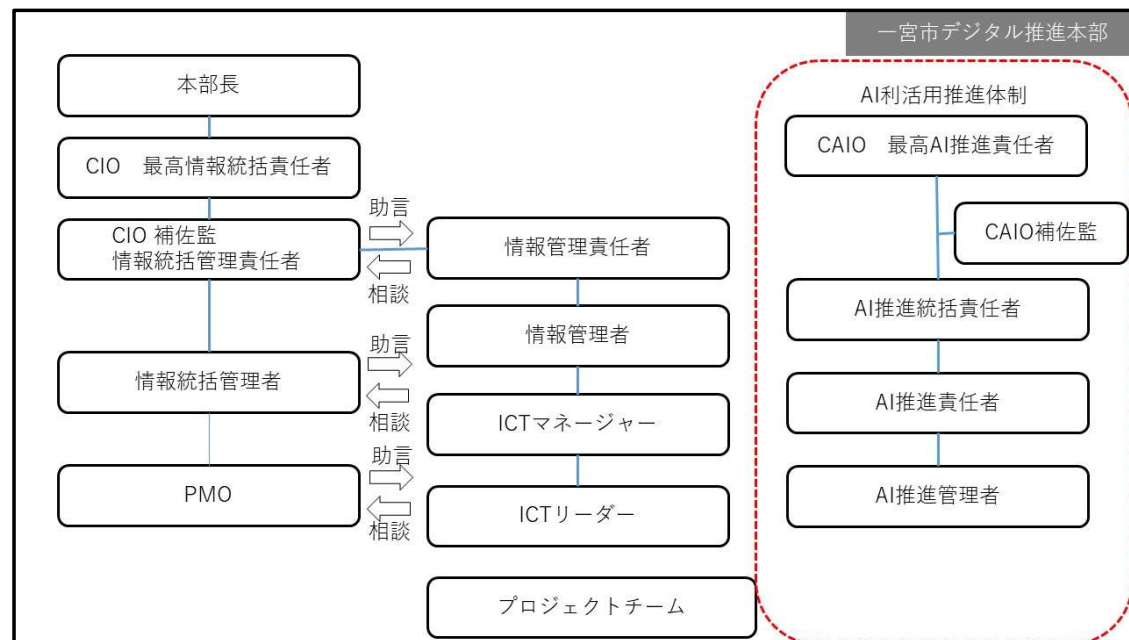 一宮市デジタル推進本部
本部長
CIO　最高情報統括責任者
CIO 補佐監
情報統括管理責任者
情報統括管理者
PMO
助言
相談
助言
相談
助言
相談
情報管理責任者
情報管理者
ICTマネージャー
ICTリーダー
プロジェクトチーム
AI利活用推進体制
CAIO　最高AI推進責任者
CAIO補佐監
AI推進統括責任者
AI推進責任者
AI推進管理者